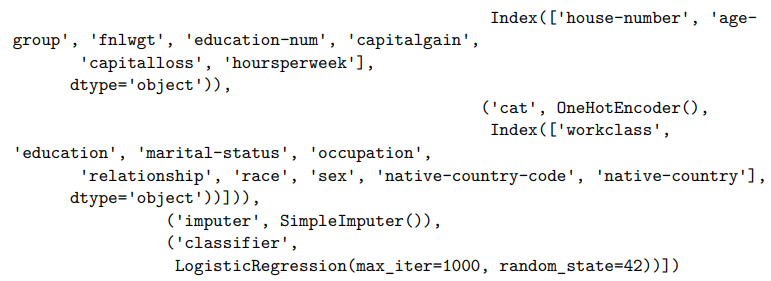 Index(['house-number', 'age-
group', 'fnlwgt', 'education-num', 'capitalgain',
'capitalloss', 'hoursperweek'],
dtype='object')),
('cat', OneHotEncoder(),
Index(['workclass',
'education', 'marital-status', 'occupation',
'relationship', 'race', 'sex', 'native-country-code', 'native-country'],
dtype='object'))])),
('imputer', SimpleImputer()),
('classifier',
LogisticRegression(max_iter=1000, random_state=42))])